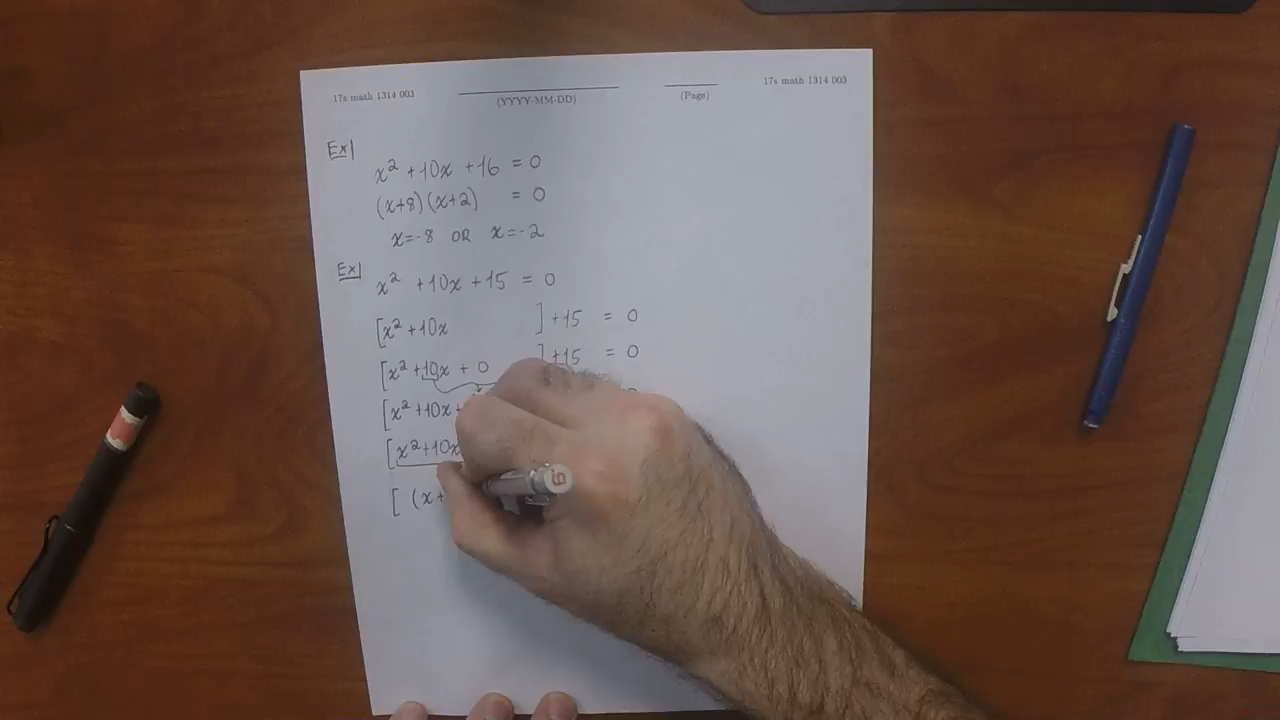 17s math 1314 003 (YYYY-MM-DD) (Page) 17s math 1314 003
Ex|
x² + 10x + 16 = 0
(x+8)(x+2) = 0
x=-8 OR x=-2
Ex|
x² + 10x + 15 = 0
[x² + 10x ] + 15 = 0
[x² + 10x + 0 ] + 15 = 0
[x² + 10x +
[x² + 10x
[ (x+